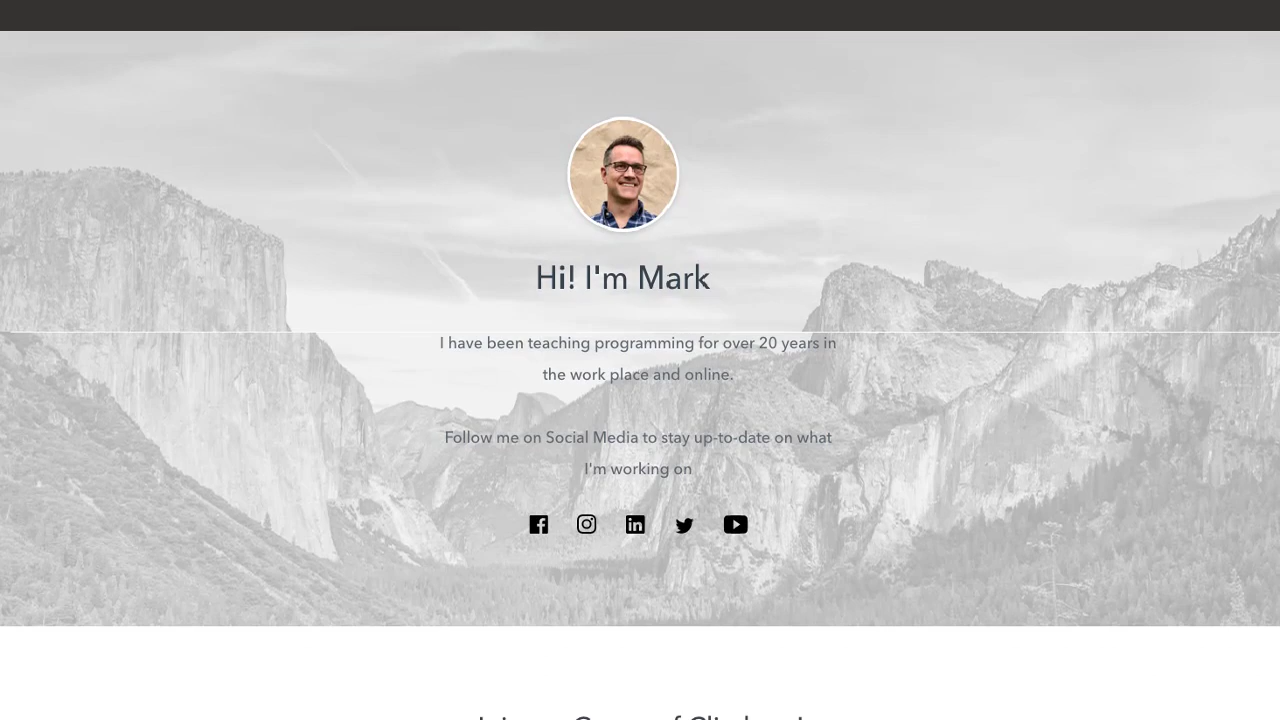 Hi! I'm Mark
I have been teaching programming for over 20 years in
the work place and online.
Follow me on Social Media to stay up-to-date on what
I'm working on